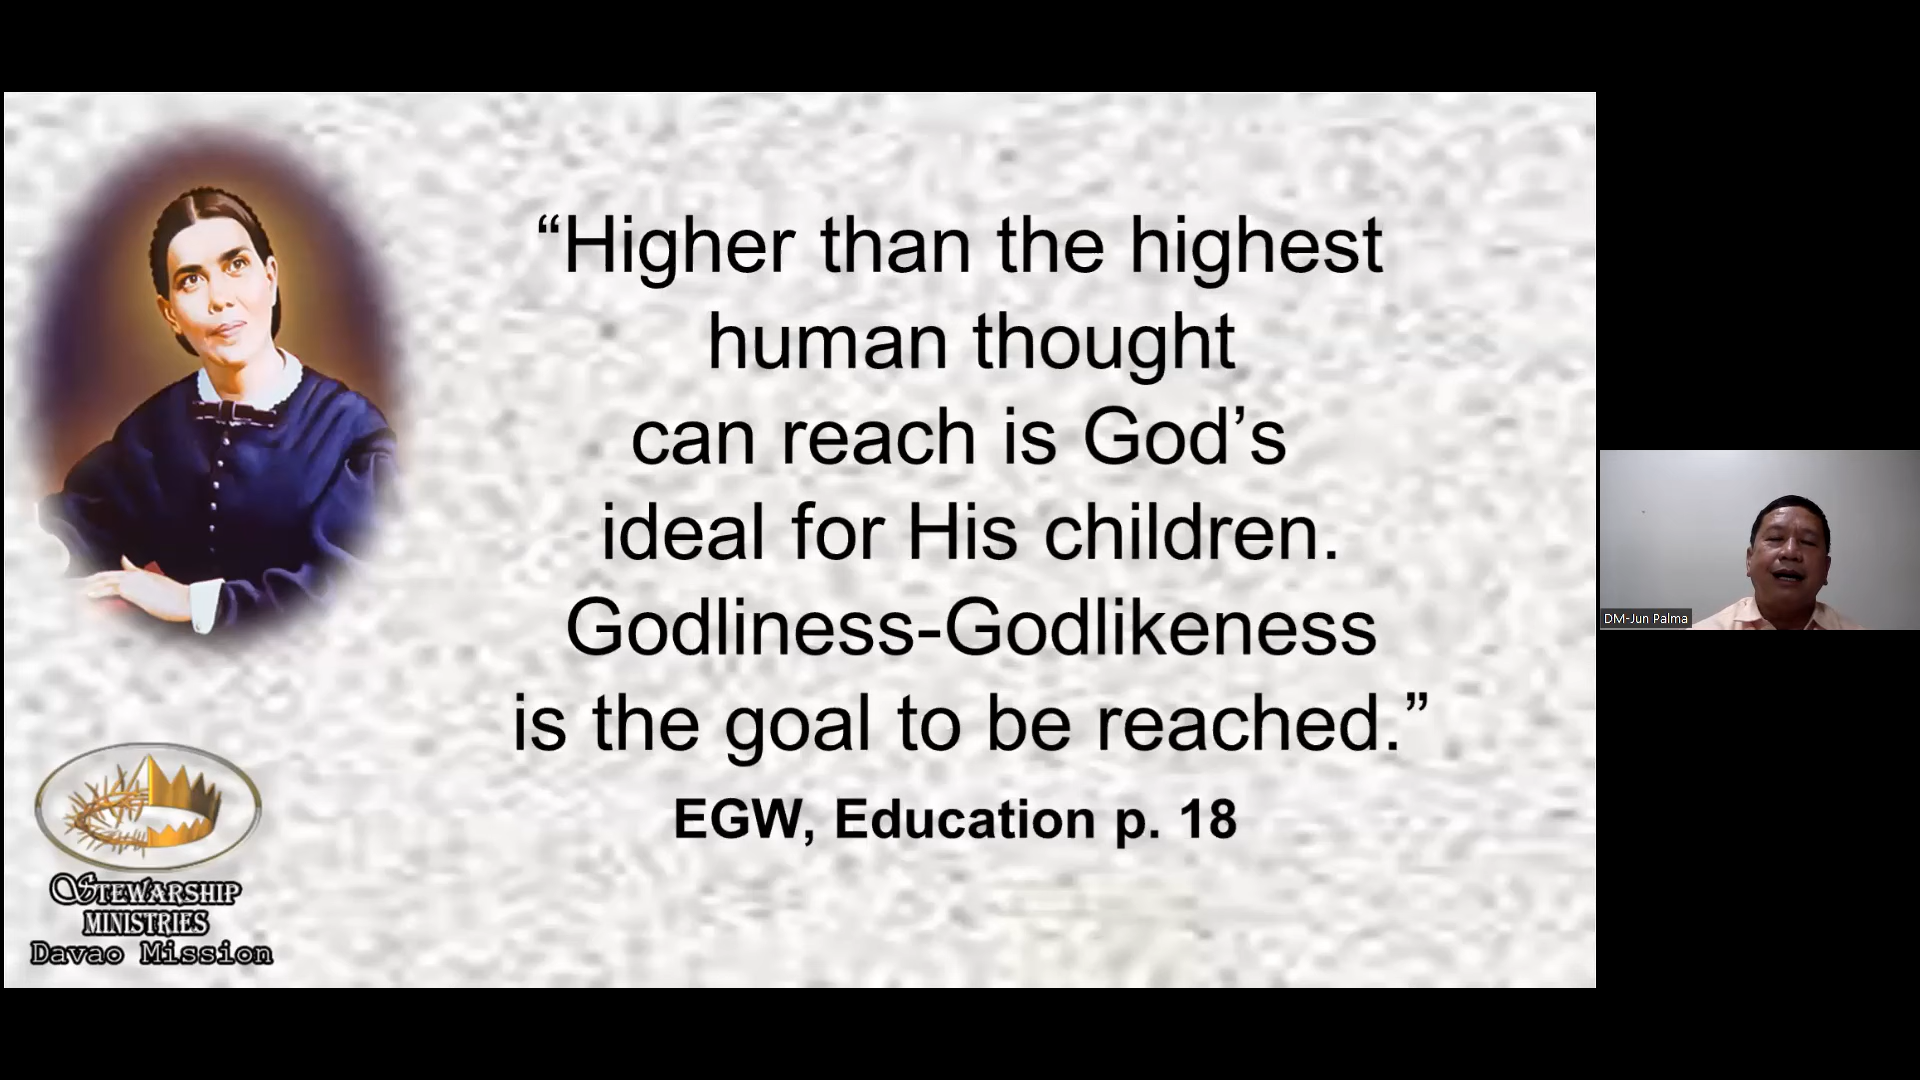 “Higher than the highest
human thought
can reach is God’s
ideal for His children.
Godliness-Godlikeness
is the goal to be reached.”
EGW, Education p. 18
STEWARSHIP
MINISTRIES
Davao Mission
DM-Jun Palma